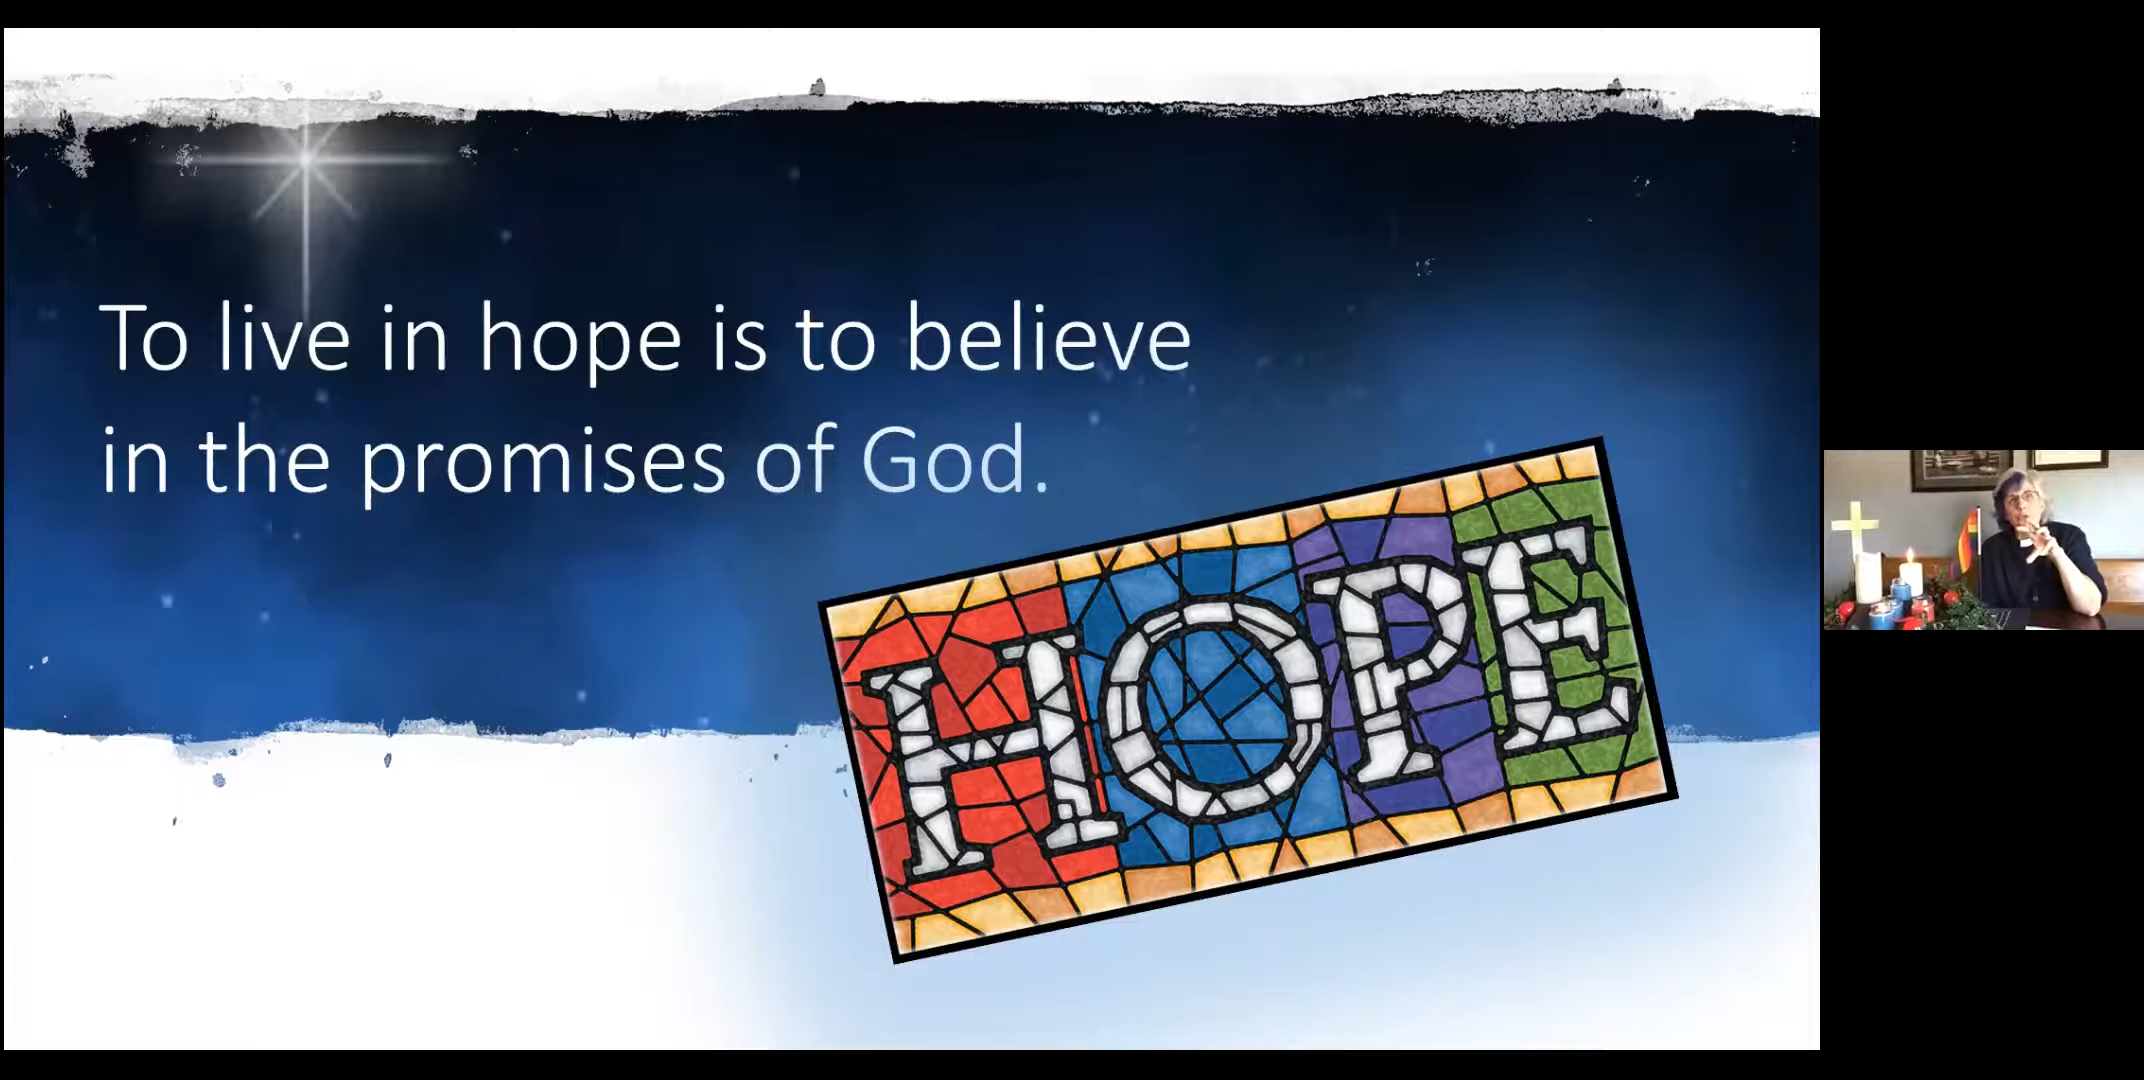 To live in hope is to believe
in the promises of God.
HOPE